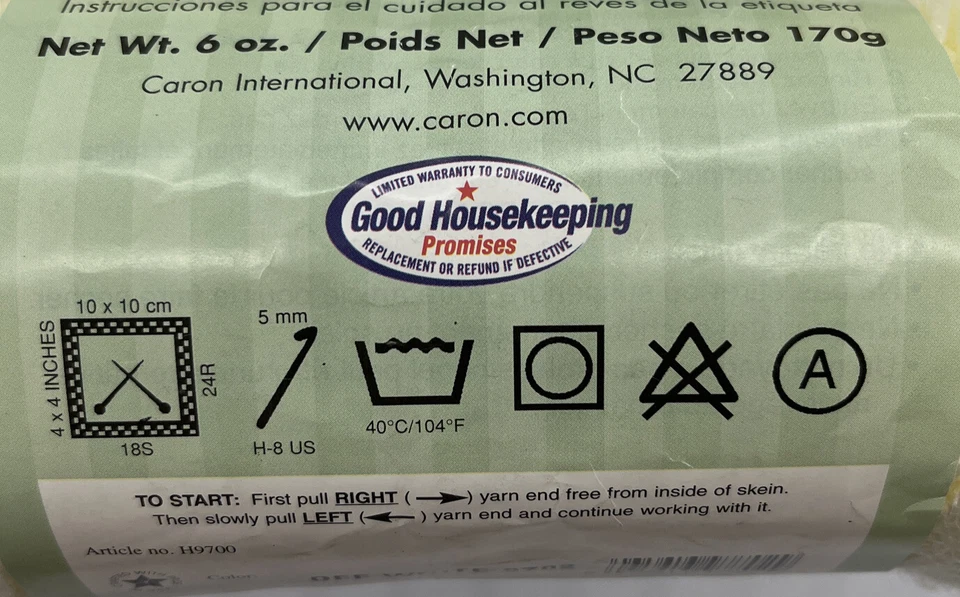 Instrucciones para el cuidado al reves de la etiqueta
Net Wt. 6 oz. / Poids Net / Peso Neto 170g
Caron International, Washington, NC 27889
www.caron.com
LIMITED WARRANTY TO CONSUMERS
Good Housekeeping
Promises
REPLACEMENT OR REFUND IF DEFECTIVE
10 x 10 cm
4 x 4 INCHES
24R
18S
5 mm
H-8 US
40°C/104°F
A
TO START: First pull RIGHT (→) yarn end free from inside of skein.
Then slowly pull LEFT (←) yarn end and continue working with it.
Article no. H9700
Color: